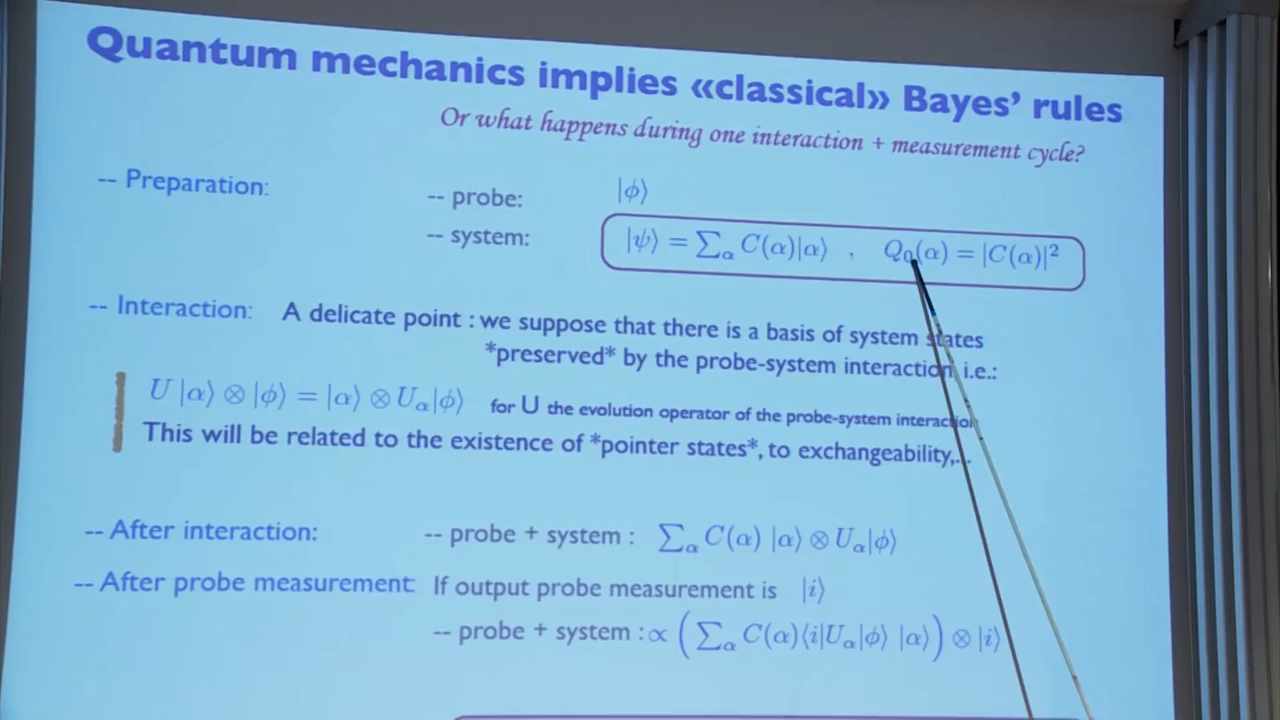 Quantum mechanics implies «classical» Bayes' rules
Or what happens during one interaction + measurement cycle?
-- Preparation: -- probe: |ϕ⟩
-- system: |ψ⟩ = ∑α C(α)|α⟩ , Q0(α) = |C(α)|²
-- Interaction: A delicate point : we suppose that there is a basis of system states
*preserved* by the probe-system interaction, i.e.:
U |α⟩ ⊗ |ϕ⟩ = |α⟩ ⊗ Uα|ϕ⟩ for U the evolution operator of the probe-system interaction
This will be related to the existence of *pointer states*, to exchangeability,...
-- After interaction: -- probe + system : ∑α C(α) |α⟩ ⊗ Uα|ϕ⟩
-- After probe measurement: If output probe measurement is |i⟩
-- probe + system : ∝ (∑α C(α)⟨i|Uα|ϕ⟩ |α⟩) ⊗ |i⟩